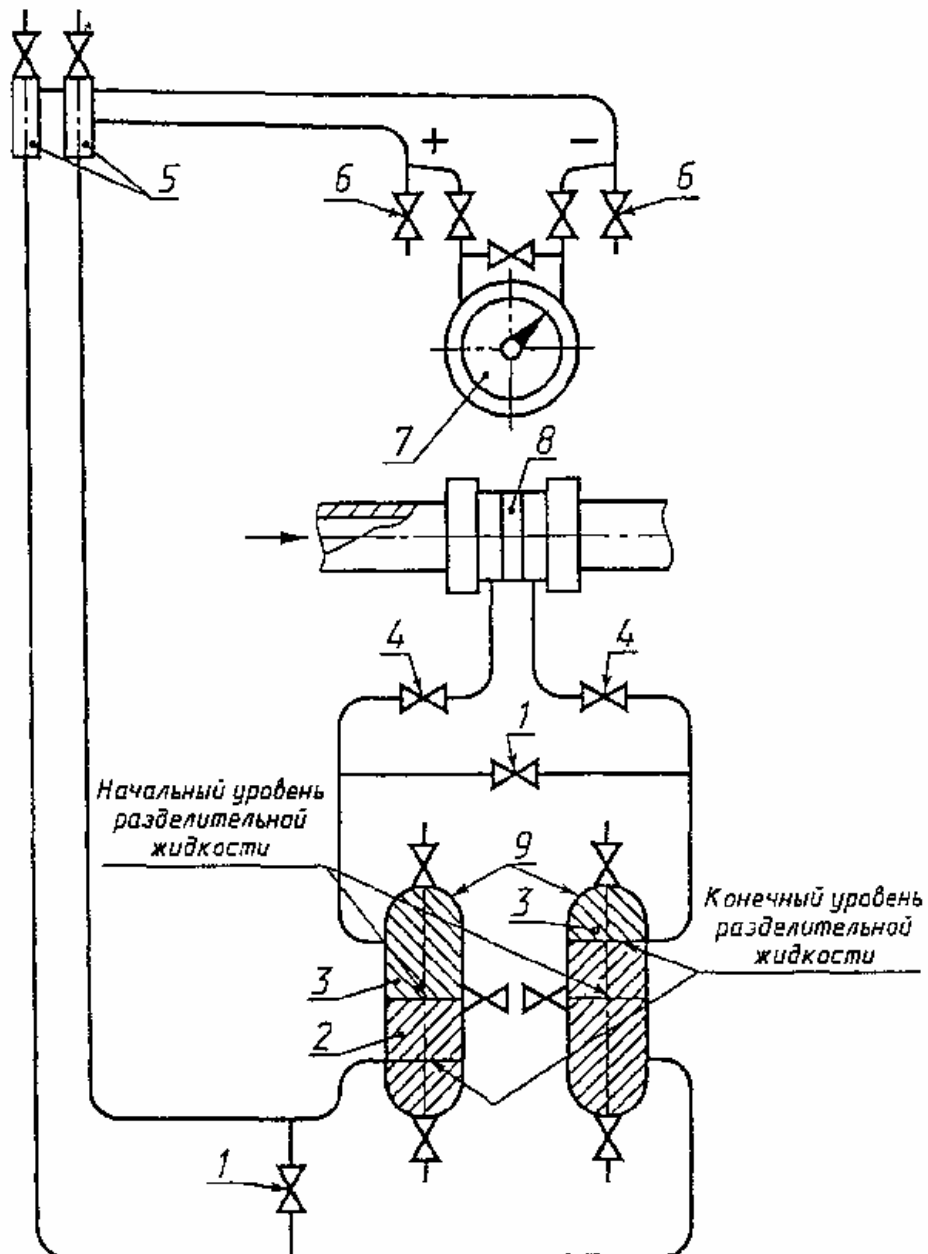 5
+
−
6
6
7
8
4
4
1
Начальный уровень
разделительной
жидкости
9
3
Конечный уровень
разделительной
жидкости
3
2
1